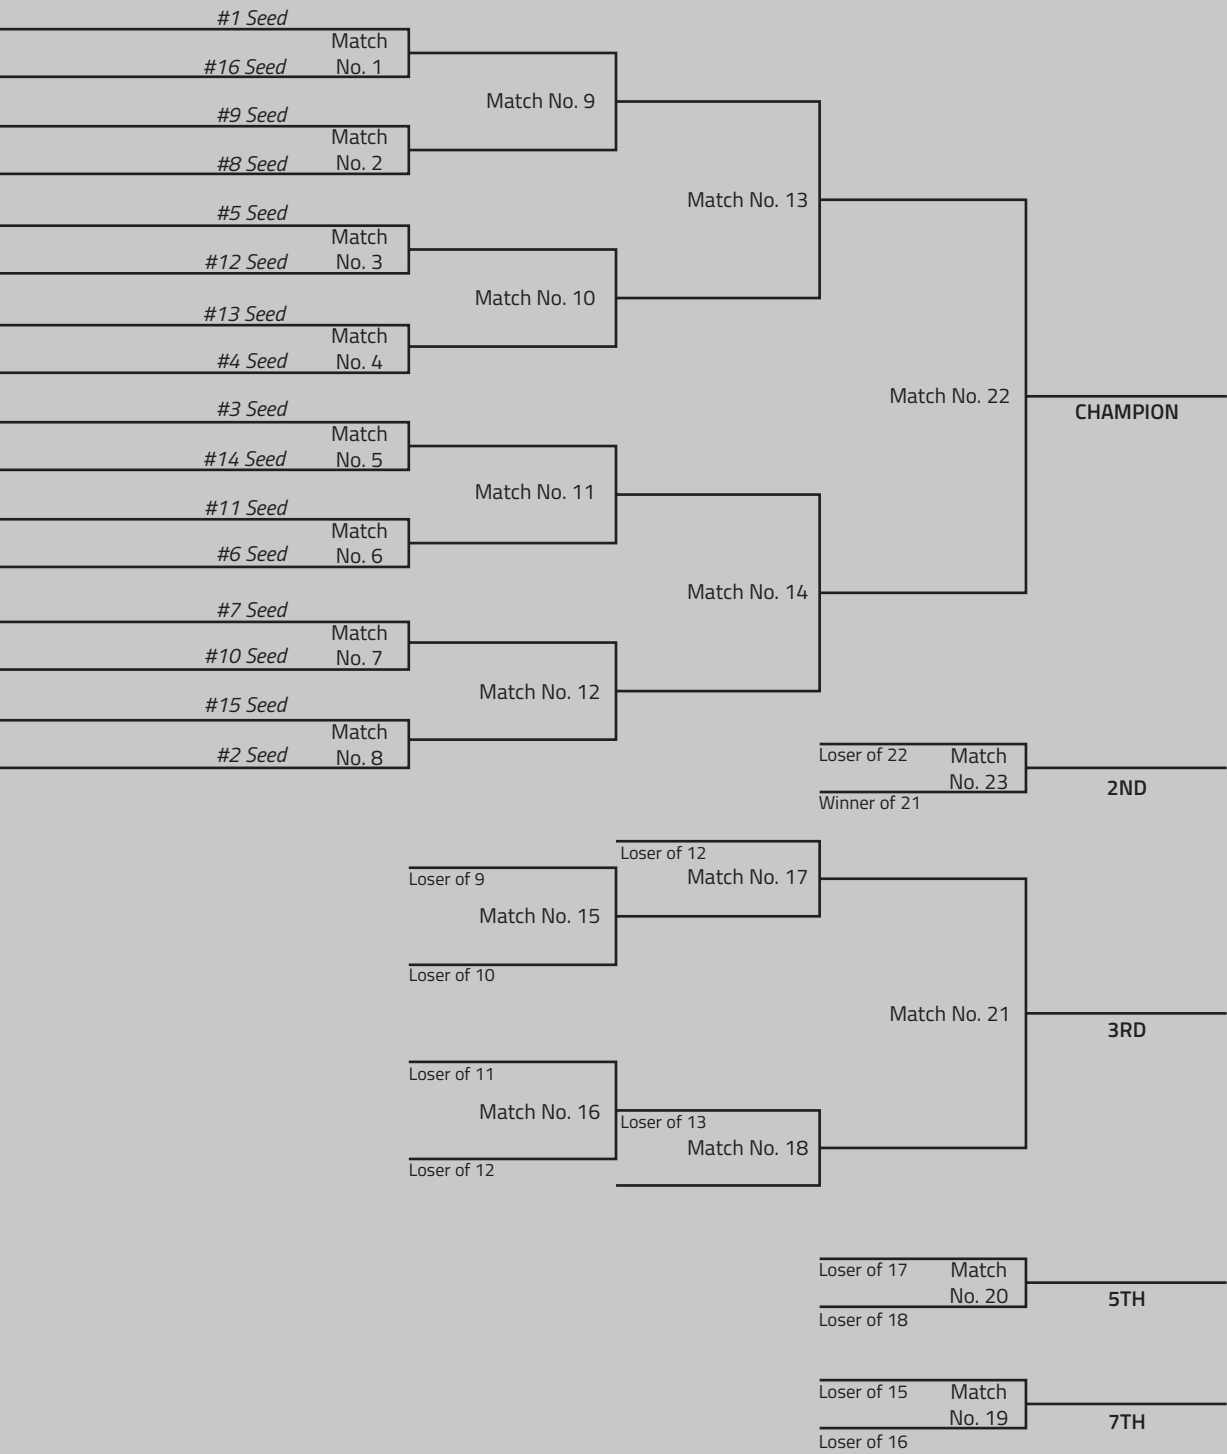 #1 Seed
Match
#16 Seed No. 1
Match No. 9
#9 Seed
Match
#8 Seed No. 2
Match No. 13
#5 Seed
Match
#12 Seed No. 3
Match No. 10
#13 Seed
Match
#4 Seed No. 4
Match No. 22
CHAMPION
#3 Seed
Match
#14 Seed No. 5
Match No. 11
#11 Seed
Match
#6 Seed No. 6
Match No. 14
#7 Seed
Match
#10 Seed No. 7
Match No. 12
#15 Seed
Match
#2 Seed No. 8
Loser of 22 Match
No. 23
2ND
Winner of 21
Loser of 12
Match No. 17
Loser of 9
Match No. 15
Loser of 10
Match No. 21
3RD
Loser of 11
Match No. 16
Loser of 13
Match No. 18
Loser of 12
Loser of 17 Match
No. 20
5TH
Loser of 18
Loser of 15 Match
No. 19
7TH
Loser of 16